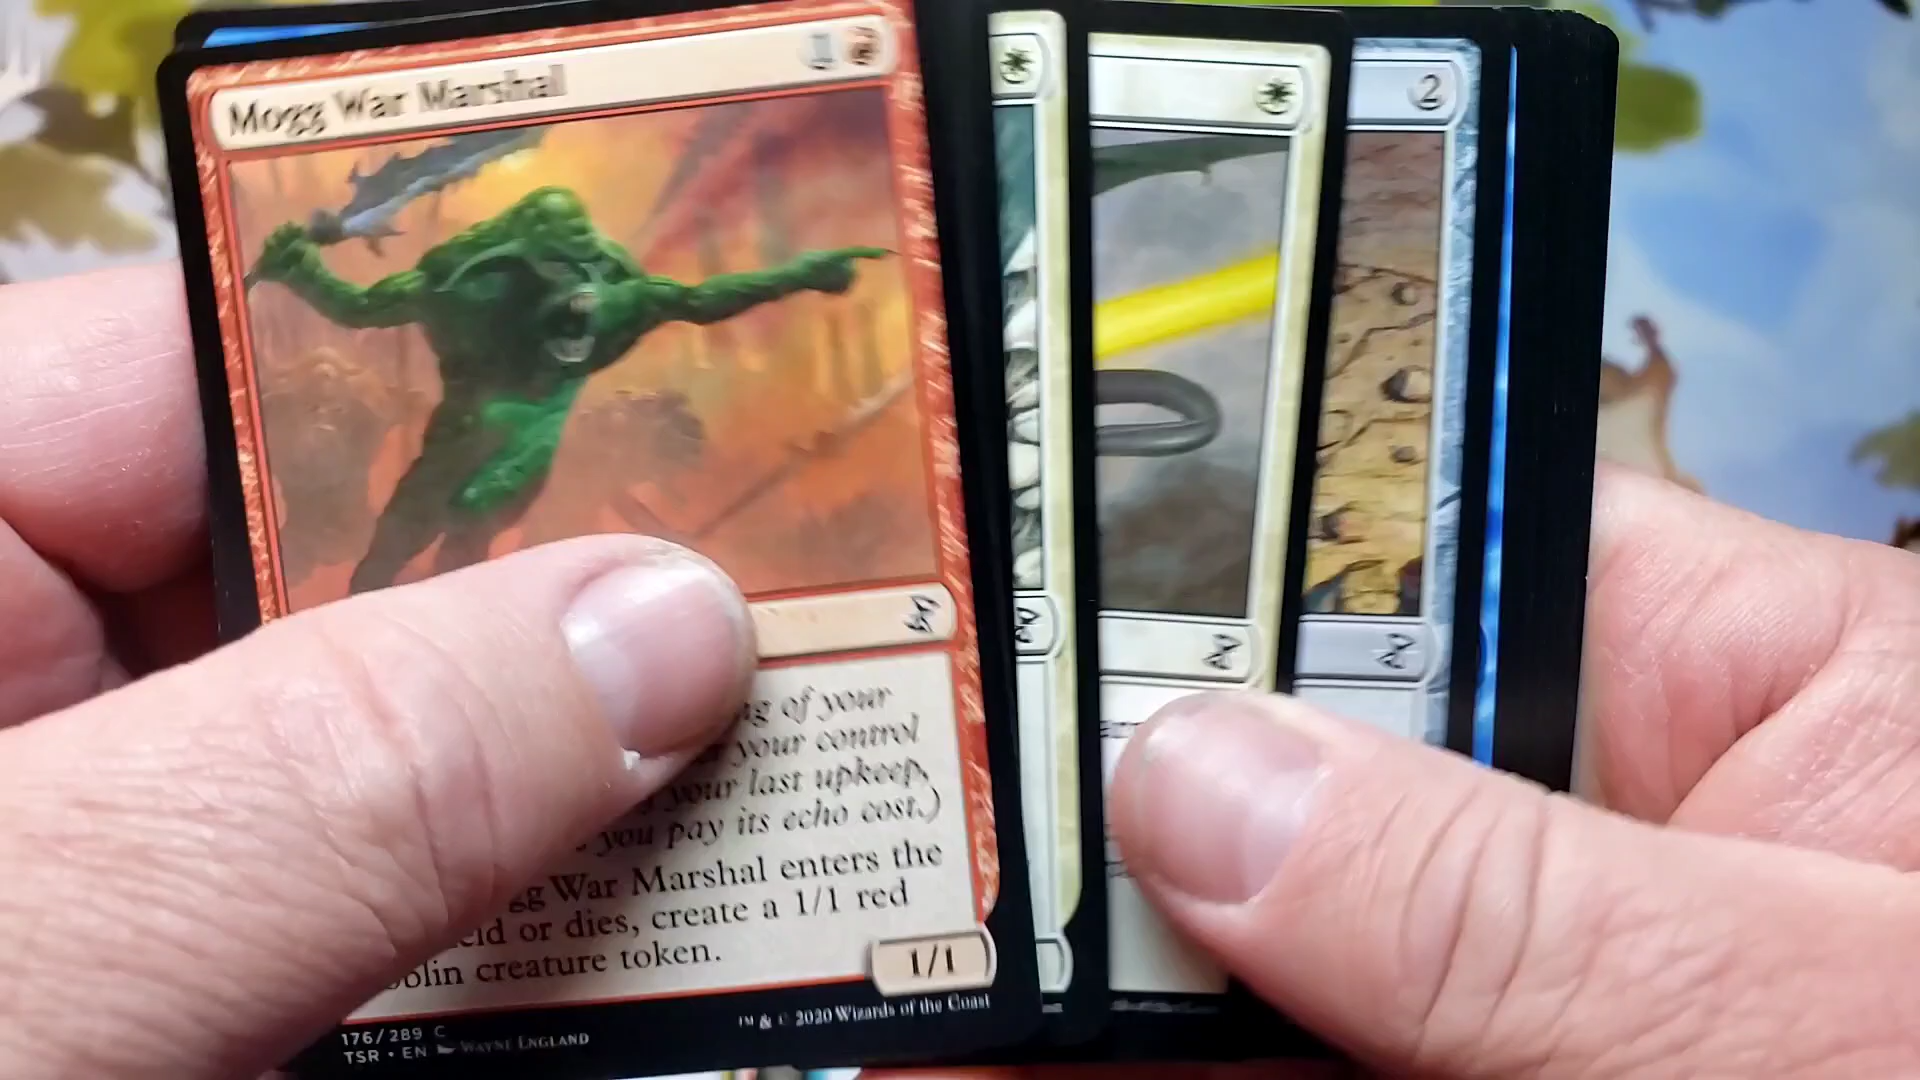 Mogg War Marshal 1
2
of your
your control
your last upkeep,
you pay its echo cost.)
War Marshal enters the
or dies, create a 1/1 red
creature token.
1/1
176/289 C
TSR • EN WAYNE ENGLAND
™ & © 2020 Wizards of the Coast